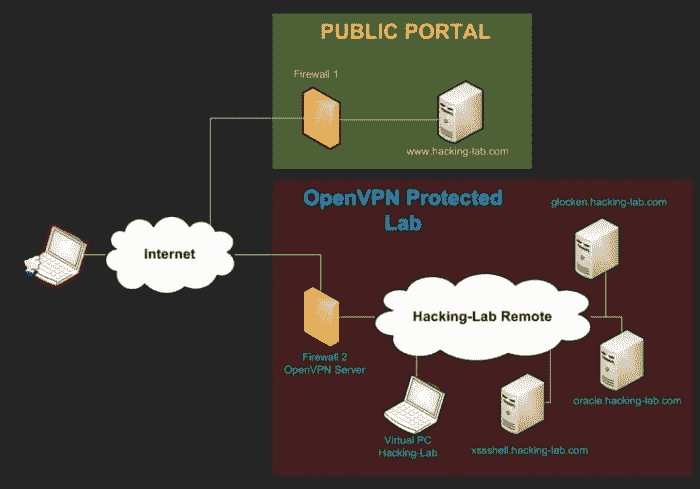 PUBLIC PORTAL
Firewall 1
www.hacking-lab.com
OpenVPN Protected
Lab
glocken.hacking-lab.com
Internet
Hacking-Lab Remote
Firewall 2
OpenVPN Server
oracle.hacking-lab.com
Virtual PC
Hacking-Lab
xsashell.hacking-lab.com